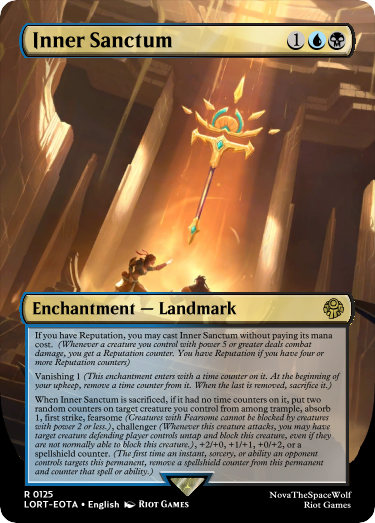 Inner Sanctum 1
Enchantment — Landmark
If you have Reputation, you may cast Inner Sanctum without paying its mana
cost. (Whenever a creature you control with power 5 or greater deals combat
damage, you get a Reputation counter. You have Reputation if you have four or
more Reputation counters)
Vanishing 1 (This enchantment enters with a time counter on it. At the beginning of
your upkeep, remove a time counter from it. When the last is removed, sacrifice it.)
When Inner Sanctum is sacrificed, if it had no time counters on it, put two
random counters on target creature you control from among trample, absorb
1, first strike, fearsome (Creatures with Fearsome cannot be blocked by creatures
with power 2 or less.), challenger (Whenever this creature attacks, you may have
target creature defending player controls untap and block this creature, even if they
are not normally able to block this creature.), +2/+0, +1/+1, +0/+2, or a
spellshield counter. (The first time an instant, sorcery, or ability an opponent
controls targets this permanent, remove a spellshield counter from this permanent
and counter that spell or ability.)
R 0125
LORT-EOTA • English RIOT GAMES
NovaTheSpaceWolf
Riot Games